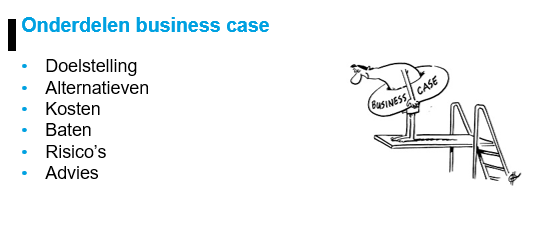 Onderdelen business case
• Doelstelling
• Alternatieven
• Kosten
• Baten
• Risico's
• Advies
BUSINESS CASE